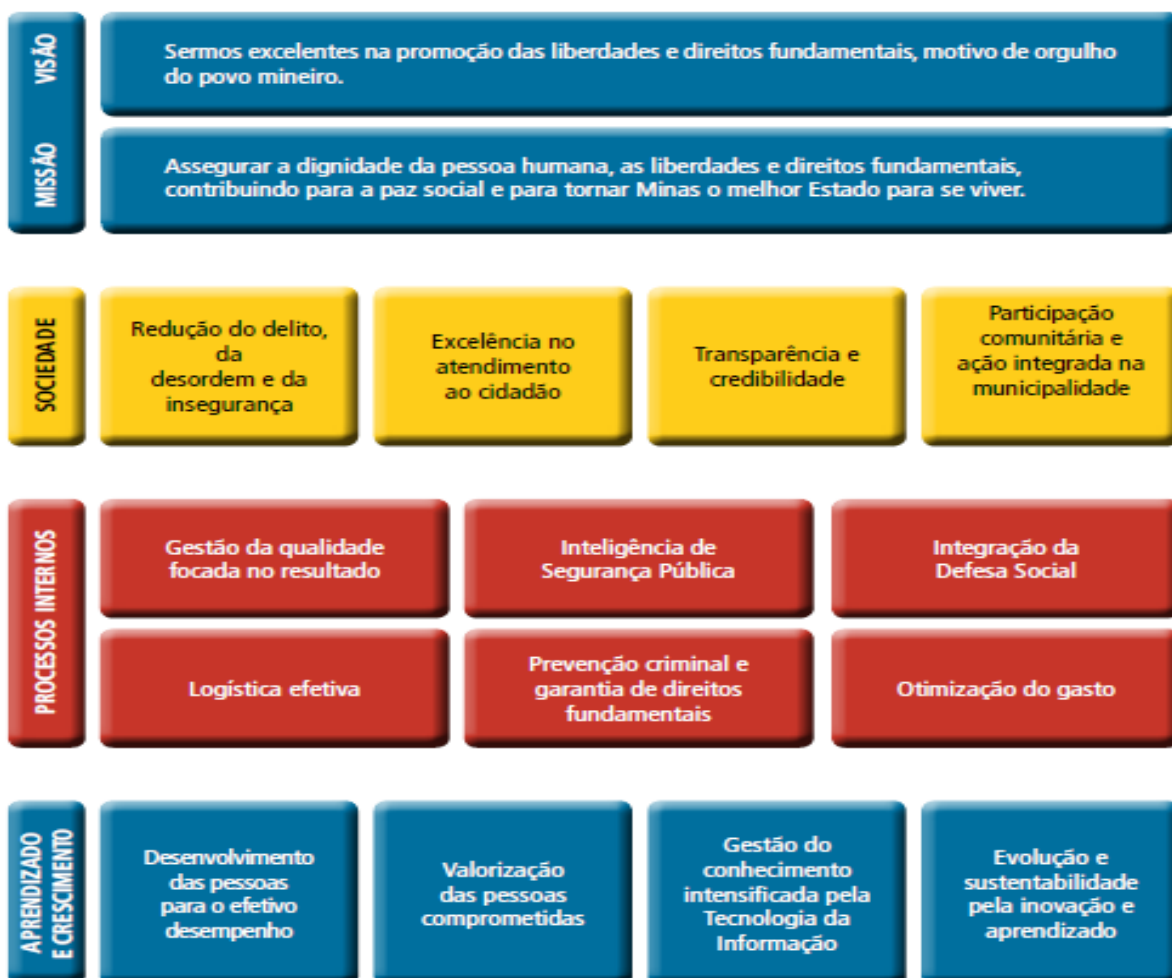 VISÃO
Sermos excelentes na promoção das liberdades e direitos fundamentais, motivo de orgulho
do povo mineiro.
MISSÃO
Assegurar a dignidade da pessoa humana, as liberdades e direitos fundamentais,
contribuindo para a paz social e para tornar Minas o melhor Estado para se viver.
SOCIEDADE
Redução do delito,
da
desordem e da
insegurança
Excelência no
atendimento
ao cidadão
Transparência e
credibilidade
Participação
comunitária e
ação integrada na
municipalidade
PROCESSOS INTERNOS
Gestão da qualidade
focada no resultado
Inteligência de
Segurança Pública
Integração da
Defesa Social
Logística efetiva
Prevenção criminal e
garantia de direitos
fundamentais
Otimização do gasto
APRENDIZADO
E CRESCIMENTO
Desenvolvimento
das pessoas
para o efetivo
desempenho
Valorização
das pessoas
comprometidas
Gestão do
conhecimento
intensificada pela
Tecnologia da
Informação
Evolução e
sustentabilidade
pela inovação e
aprendizado